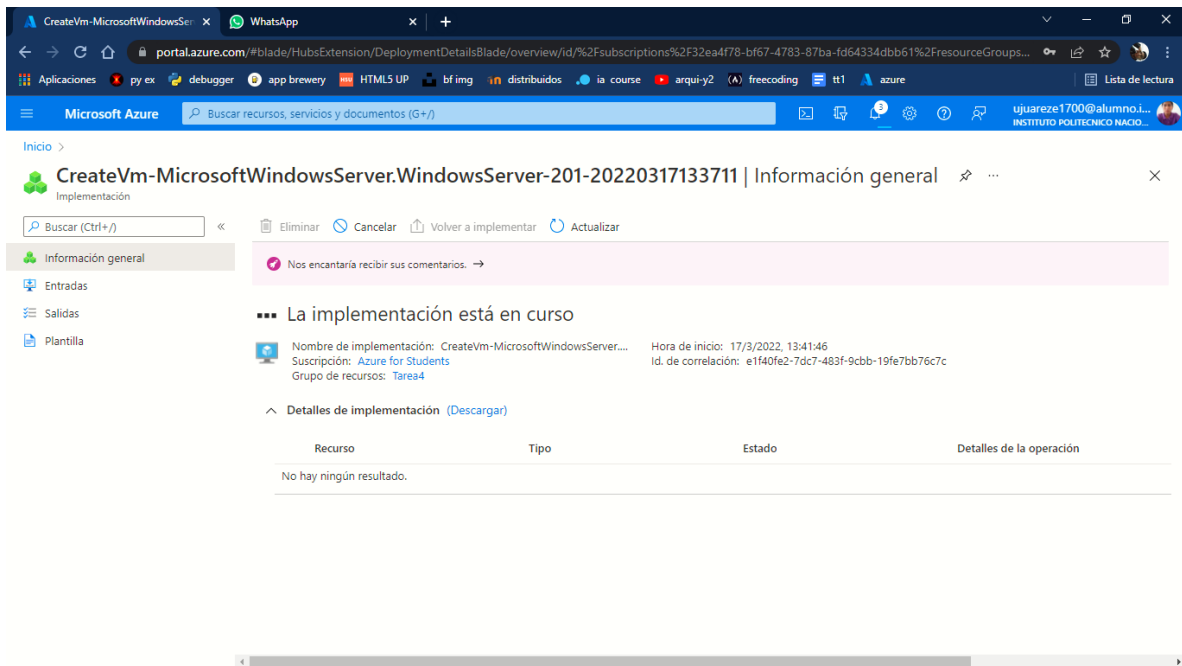 CreateVm-MicrosoftWindowsSer
WhatsApp
portal.azure.com/#blade/HubsExtension/DeploymentDetailsBlade/overview/id/%2Fsubscriptions%2F32ea4f78-bf67-4783-87ba-fd64334dbb61%2FresourceGroups...
Aplicaciones py ex debugger app brewery HTML5 UP bf img distribuidos ia course arqui-y2 freecoding tt1 azure Lista de lectura
Microsoft Azure
Buscar recursos, servicios y documentos (G+/)
3
ujuareze1700@alumno.i...
INSTITUTO POLITECNICO NACIO...
Inicio >
CreateVm-MicrosoftWindowsServer.WindowsServer-201-20220317133711 | Información general ...
Implementación
Buscar (Ctrl+/) «
Eliminar Cancelar Volver a implementar Actualizar
Información general
Entradas
Salidas
Plantilla
Nos encantaría recibir sus comentarios. →
La implementación está en curso
Nombre de implementación: CreateVm-MicrosoftWindowsServer.... Hora de inicio: 17/3/2022, 13:41:46
Suscripción: Azure for Students Id. de correlación: e1f40fe2-7dc7-483f-9cbb-19fe7bb76c7c
Grupo de recursos: Tarea4
Detalles de implementación (Descargar)
Recurso Tipo Estado Detalles de la operación
No hay ningún resultado.